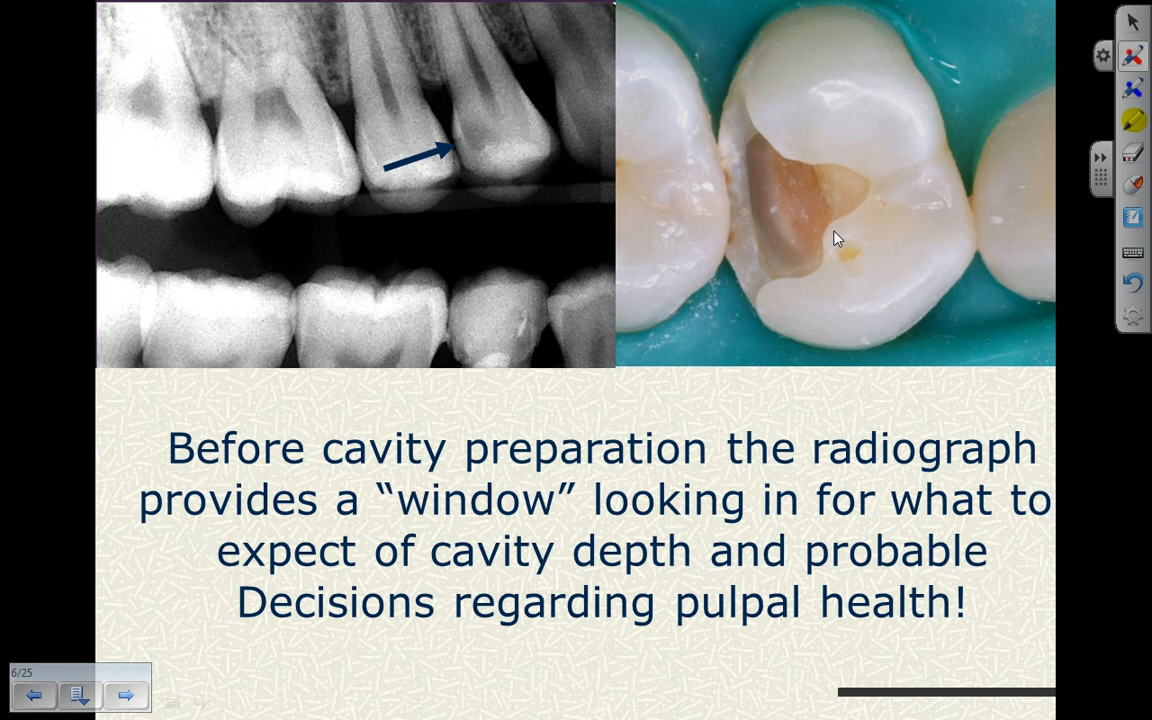 Before cavity preparation the radiograph
provides a “window” looking in for what to
expect of cavity depth and probable
Decisions regarding pulpal health!
6/25